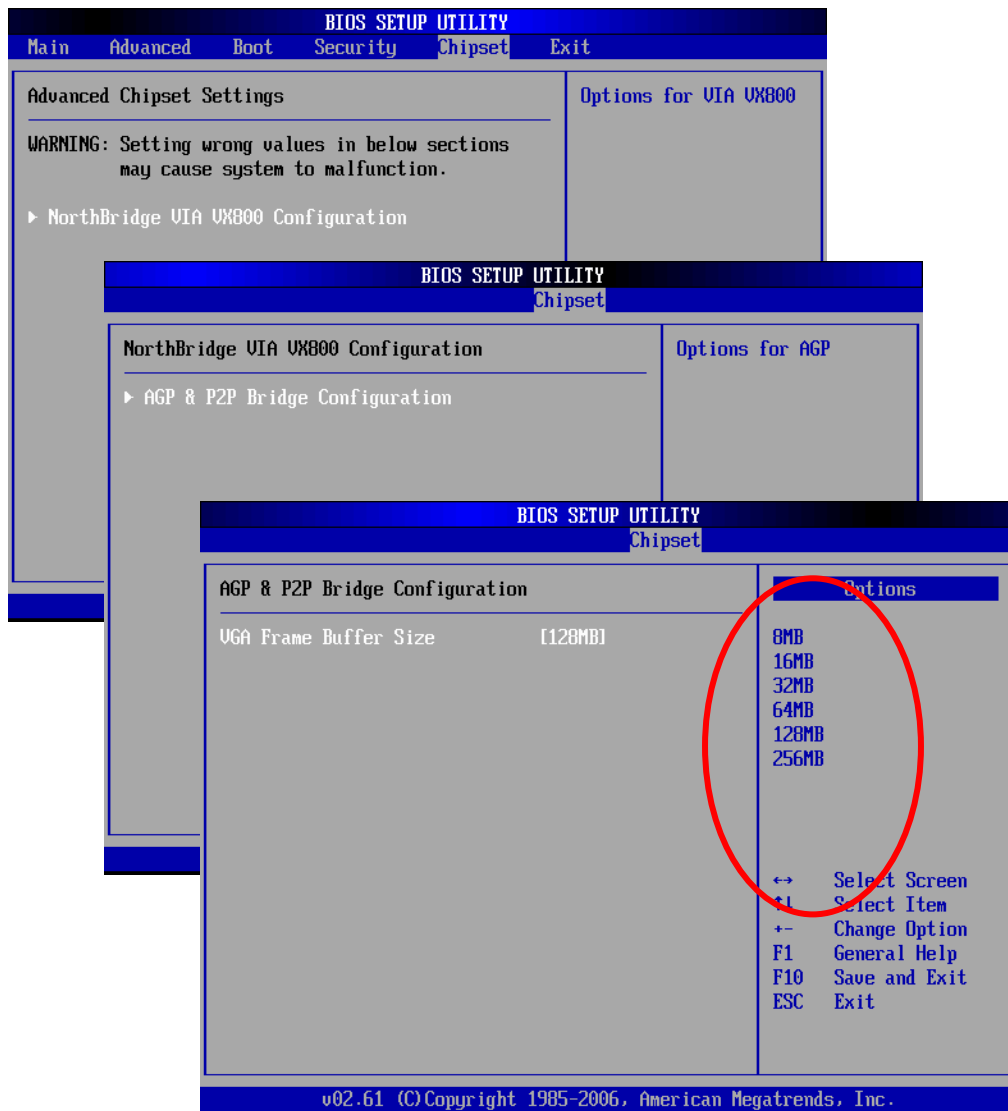 BIOS SETUP UTILITY
Main Advanced Boot Security Chipset Exit
Advanced Chipset Settings
WARNING: Setting wrong values in below sections
may cause system to malfunction.
▶ NorthBridge VIA VX800 Configuration
Options for VIA VX800
BIOS SETUP UTILITY
Chipset
NorthBridge VIA VX800 Configuration
▶ AGP & P2P Bridge Configuration
Options for AGP
BIOS SETUP UTILITY
Chipset
AGP & P2P Bridge Configuration
VGA Frame Buffer Size [128MB]
Options
8MB
16MB
32MB
64MB
128MB
256MB
↔ Select Screen
↑↓ Select Item
+- Change Option
F1 General Help
F10 Save and Exit
ESC Exit
v02.61 (C)Copyright 1985-2006, American Megatrends, Inc.